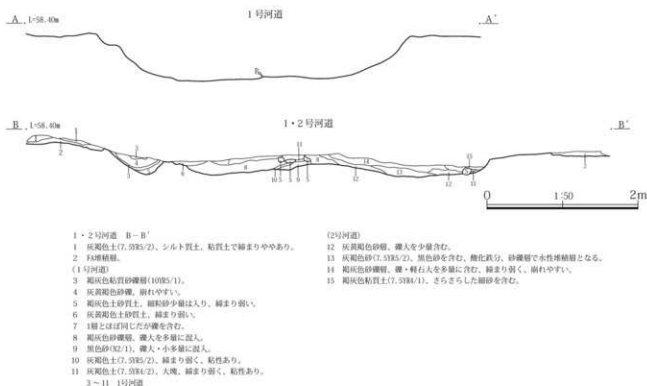 1号河道
A L=58.40m A′
B
1・2号河道
B L=58.40m B′
0 1:50 2m
1・2号河道 B-B′
1 灰褐色土(7.5YR5/2)、シルト質土、粘質土で締まりややあり。
2 FA堆積層。
(1号河道)
3 褐灰色粘質砂礫層(10YR5/1)。
4 灰黄褐色砂礫、崩れやすい。
5 褐灰色土砂質土、細粒砂少量は入り、締まり弱い。
6 灰黄褐色土砂質土、締まり弱い。
7 1層とほぼ同じだが礫を含む。
8 褐灰色砂礫層、礫大を多量に混入。
9 黒色砂(N2/1)、礫大・小多量に混入。
10 灰褐色土(7.5YR5/2)、締まり弱く、粘性あり。
11 灰褐色土(7.5YR4/2)、大塊、締まり弱く、粘性あり。
3~11 1号河道
(2号河道)
12 灰黄褐色砂礫層、礫大を少量含む。
13 灰褐色砂(7.5YR5/2)、黒色砂を含む、酸化鉄分、砂礫層で水性堆積層となる。
14 褐灰色砂礫層、礫・軽石大を多量に含む、締まり弱く、崩れやすい。
15 褐灰色粘質土(7.5YR4/1)、さらさらした細砂を含む。